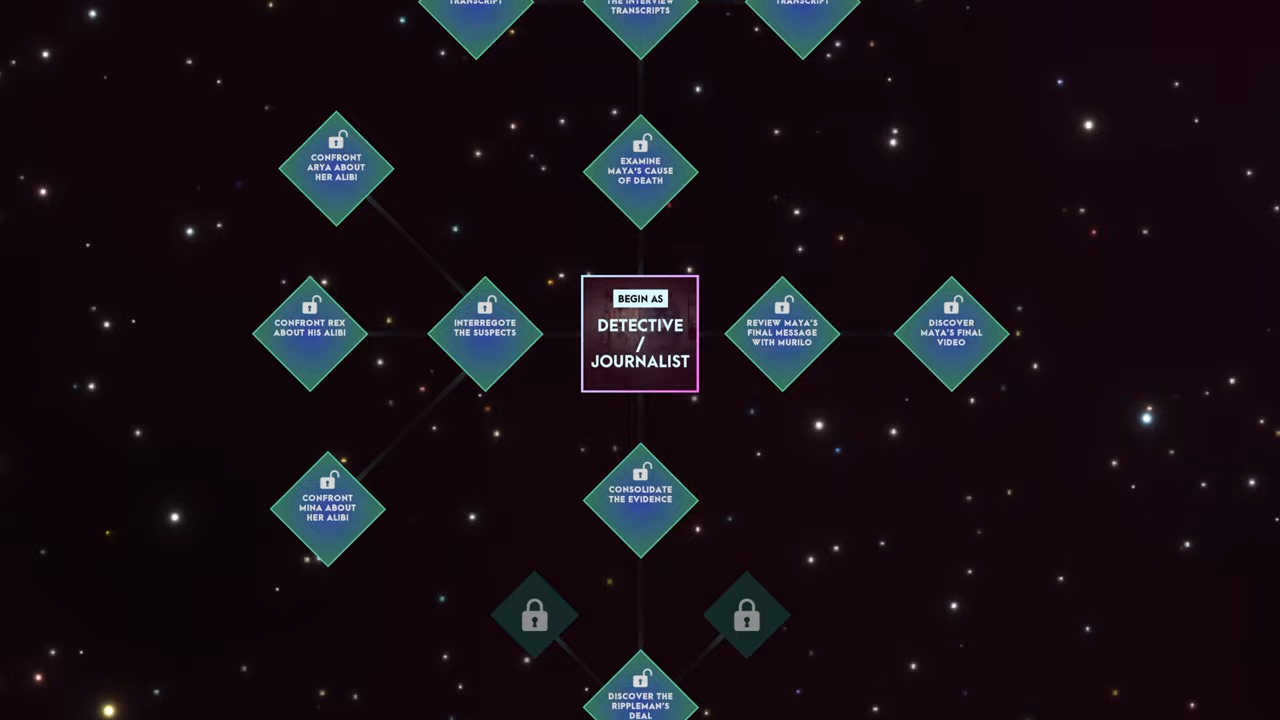 TRANSCRIPT
THE INTERVIEW
TRANSCRIPTS
TRANSCRIPT
CONFRONT
ARYA ABOUT
HER ALIBI
EXAMINE
MAYA'S CAUSE
OF DEATH
CONFRONT REX
ABOUT HIS ALIBI
INTERREGOTE
THE SUSPECTS
BEGIN AS
DETECTIVE
/
JOURNALIST
REVIEW MAYA'S
FINAL MESSAGE
WITH MURILO
DISCOVER
MAYA'S FINAL
VIDEO
CONFRONT
MINA ABOUT
HER ALIBI
CONSOLIDATE
THE EVIDENCE
DISCOVER THE
RIPPLEMAN'S
DEAL